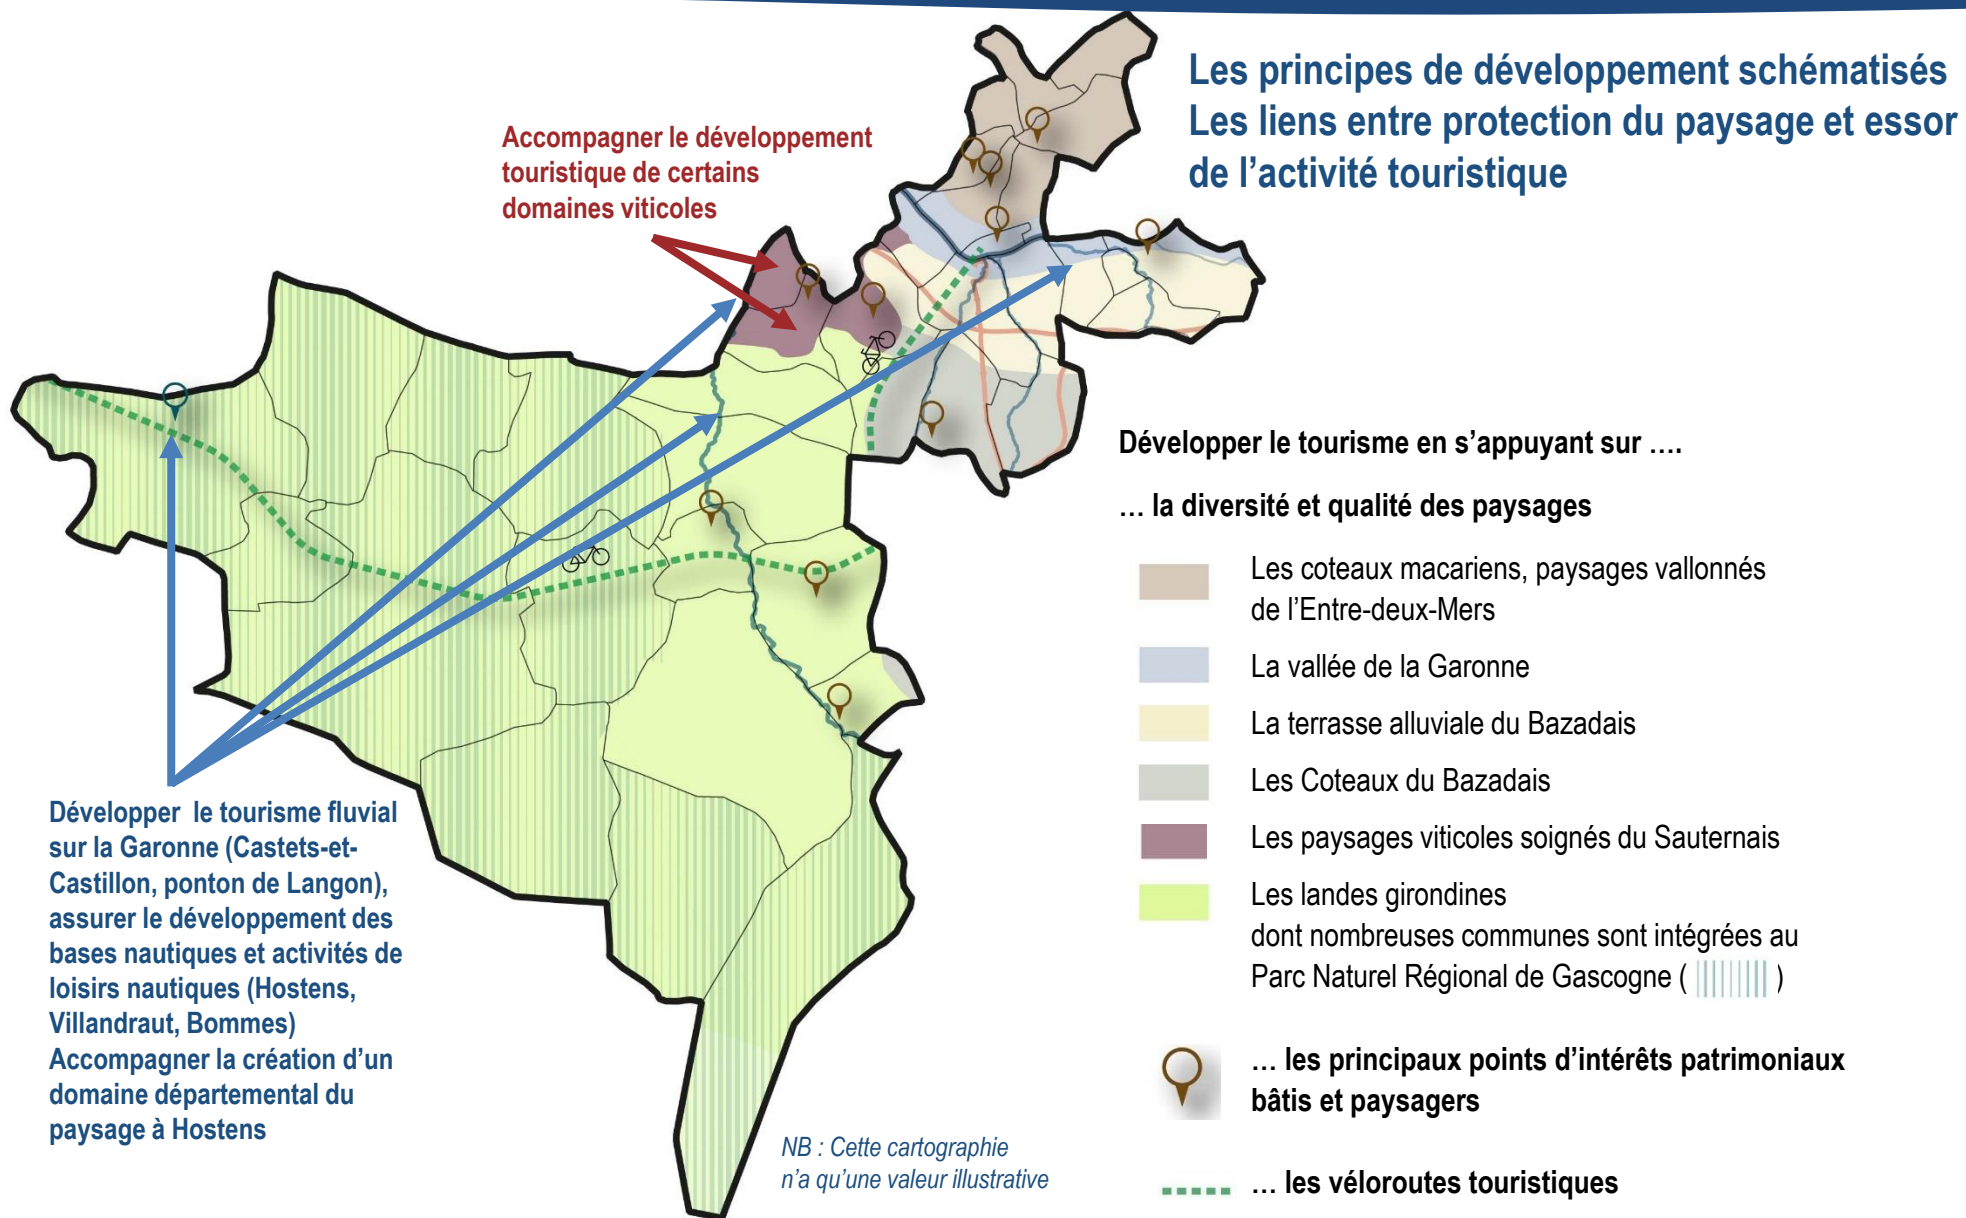 Les principes de développement schématisés
Les liens entre protection du paysage et essor
de l’activité touristique
Accompagner le développement
touristique de certains
domaines viticoles
Développer le tourisme en s’appuyant sur ….
… la diversité et qualité des paysages
Les coteaux macariens, paysages vallonnés
de l’Entre-deux-Mers
La vallée de la Garonne
La terrasse alluviale du Bazadais
Les Coteaux du Bazadais
Les paysages viticoles soignés du Sauternais
Les landes girondines
dont nombreuses communes sont intégrées au
Parc Naturel Régional de Gascogne ( )
… les principaux points d’intérêts patrimoniaux
bâtis et paysagers
… les véloroutes touristiques
Développer  le tourisme fluvial
sur la Garonne (Castets-et-
Castillon, ponton de Langon),
assurer le développement des
bases nautiques et activités de
loisirs nautiques (Hostens,
Villandraut, Bommes)
Accompagner la création d’un
domaine départemental du
paysage à Hostens
NB : Cette cartographie
n’a qu’une valeur illustrative